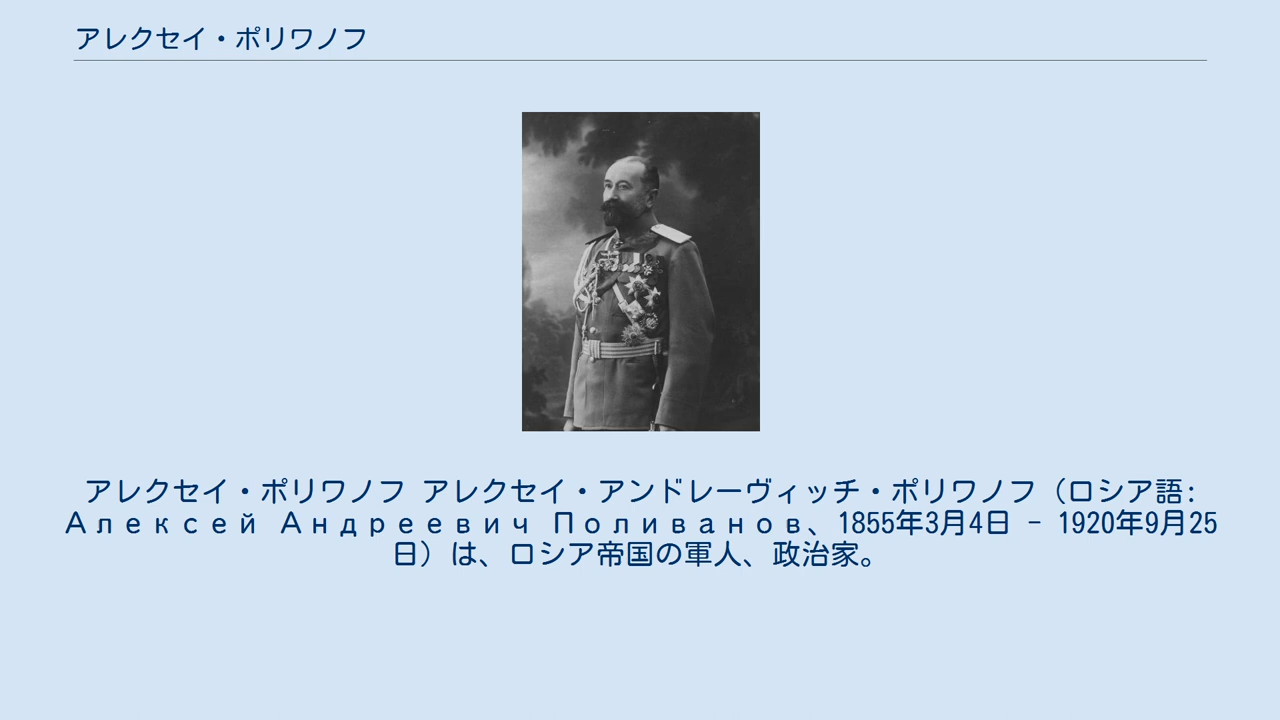 アレクセイ・ポリワノフ
アレクセイ・ポリワノフ アレクセイ・アンドレーヴィッチ・ポリワノフ（ロシア語:
Алексей Андреевич Поливанов、1855年3月4日 - 1920年9月25
日）は、ロシア帝国の軍人、政治家。